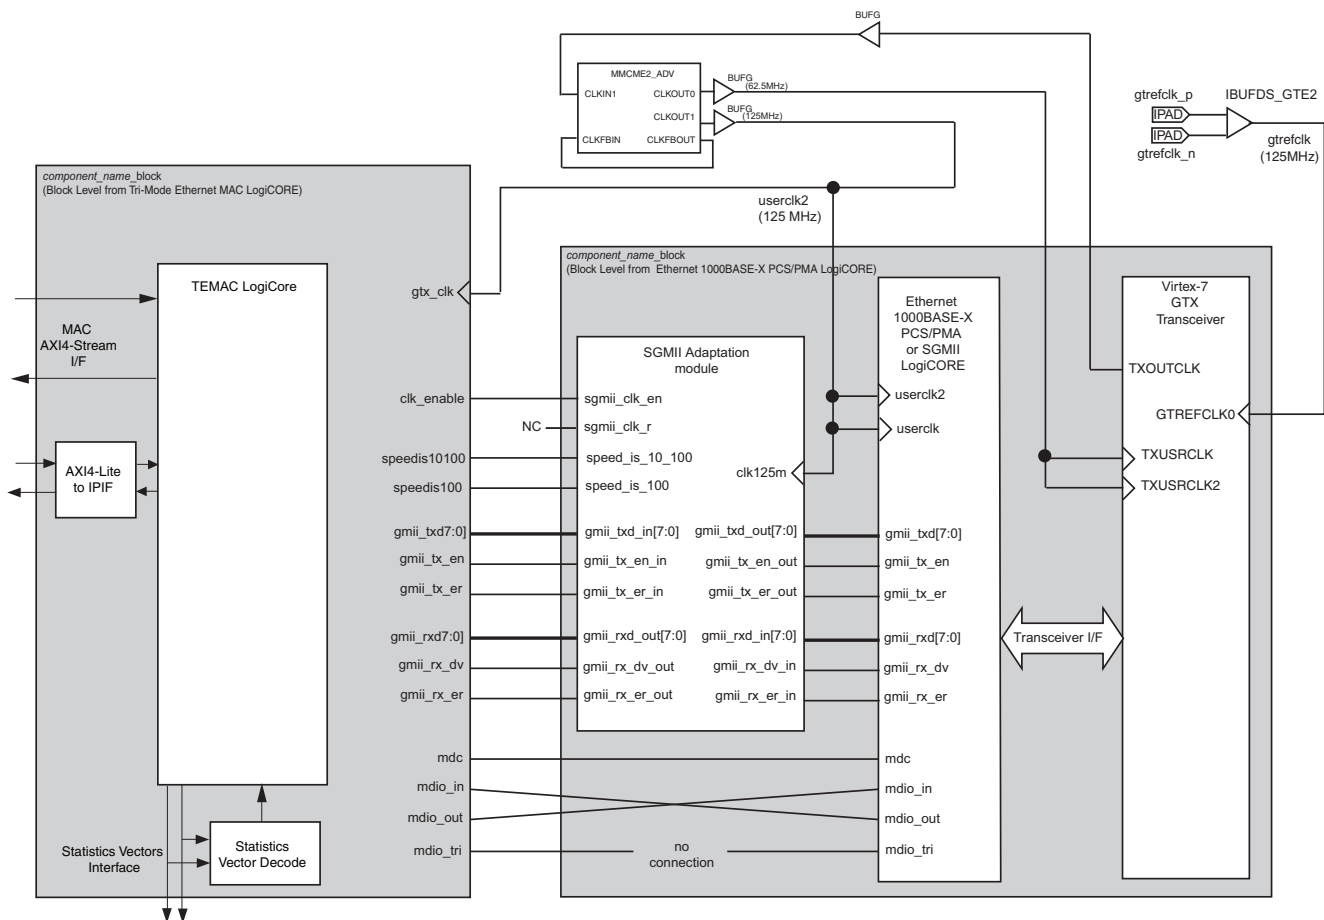 BUFG
MMCME2_ADV
CLKIN1
CLKOUT0
CLKOUT1
CLKFBIN
CLKFBOUT
BUFG
(62.5MHz)
BUFG
(125MHz)
gtrefclk_p
IPAD
IPAD
gtrefclk_n
IBUFDS_GTE2
gtrefclk
(125MHz)
userclk2
(125 MHz)
component_name_block
(Block Level from Tri-Mode Ethernet MAC LogiCORE)
TEMAC LogiCore
MAC
AXI4-Stream
I/F
AXI4-Lite
to IPIF
Statistics Vectors
Interface
Statistics
Vector Decode
gtx_clk
clk_enable
NC
speedis10100
speedis100
gmii_txd7:0]
gmii_tx_en
gmii_tx_er
gmii_rxd7:0]
gmii_rx_dv
gmii_rx_er
mdc
mdio_in
mdio_out
mdio_tri
component_name_block
(Block Level from Ethernet 1000BASE-X PCS/PMA LogiCORE)
SGMII Adaptation
module
sgmii_clk_en
sgmii_clk_r
speed_is_10_100
speed_is_100
clk125m
gmii_txd_in[7:0]
gmii_tx_en_in
gmii_tx_er_in
gmii_rxd_out[7:0]
gmii_rx_dv_out
gmii_rx_er_out
gmii_txd_out[7:0]
gmii_tx_en_out
gmii_tx_er_out
gmii_rxd_in[7:0]
gmii_rx_dv_in
gmii_rx_er_in
no
connection
Ethernet
1000BASE-X
PCS/PMA
or SGMII
LogiCORE
userclk2
userclk
gmii_txd[7:0]
gmii_tx_en
gmii_tx_er
gmii_rxd[7:0]
gmii_rx_dv
gmii_rx_er
mdc
mdio_in
mdio_out
mdio_tri
Transceiver I/F
Virtex-7
GTX
Transceiver
TXOUTCLK
GTREFCLK0
TXUSRCLK
TXUSRCLK2